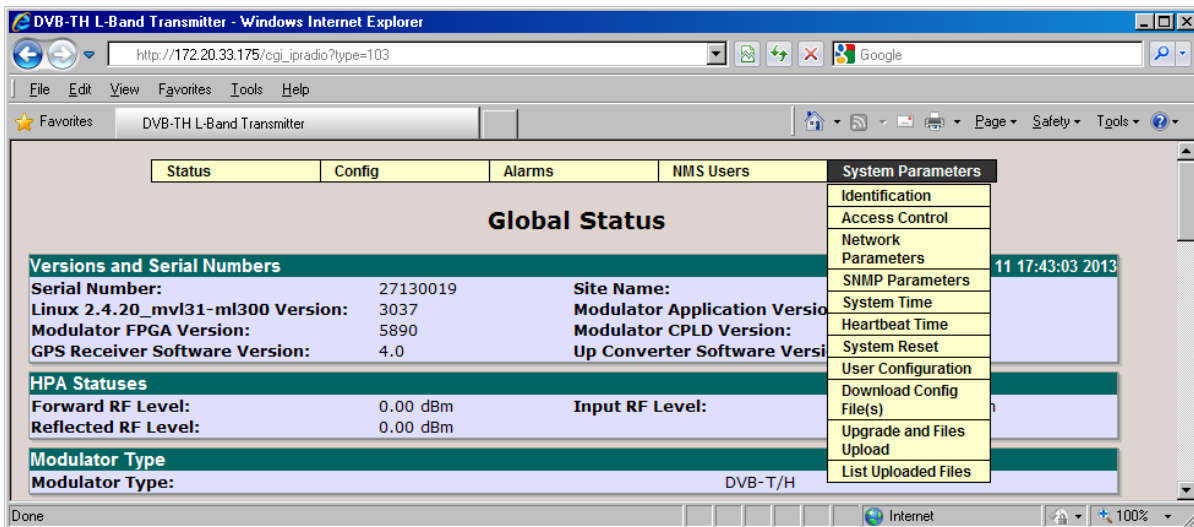 DVB-TH L-Band Transmitter - Windows Internet Explorer
http://172.20.33.175/cgi_ipradio?type=103
Google
File Edit View Favorites Tools Help
Favorites DVB-TH L-Band Transmitter Page Safety Tools
Status Config Alarms NMS Users System Parameters
Identification
Global Status
Access Control
Network
Parameters
Versions and Serial Numbers 11 17:43:03 2013
SNMP Parameters
Serial Number: 27130019 Site Name:
System Time
Linux 2.4.20_mvl31-ml300 Version: 3037 Modulator Application Versio
Heartbeat Time
Modulator FPGA Version: 5890 Modulator CPLD Version:
System Reset
GPS Receiver Software Version: 4.0 Up Converter Software Versi
User Configuration
HPA Statuses
Download Config
File(s)
Forward RF Level: 0.00 dBm Input RF Level:
Reflected RF Level: 0.00 dBm
Upgrade and Files
Upload
Modulator Type
List Uploaded Files
Modulator Type: DVB-T/H
Done Internet 100%